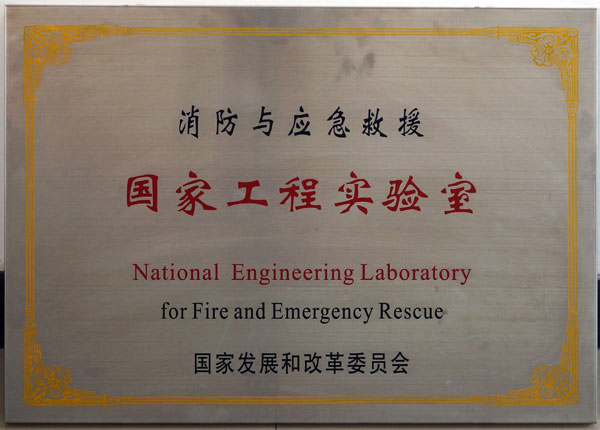 消防与应急救援
国家工程实验室
National Engineering Laboratory
for Fire and Emergency Rescue
国家发展和改革委员会